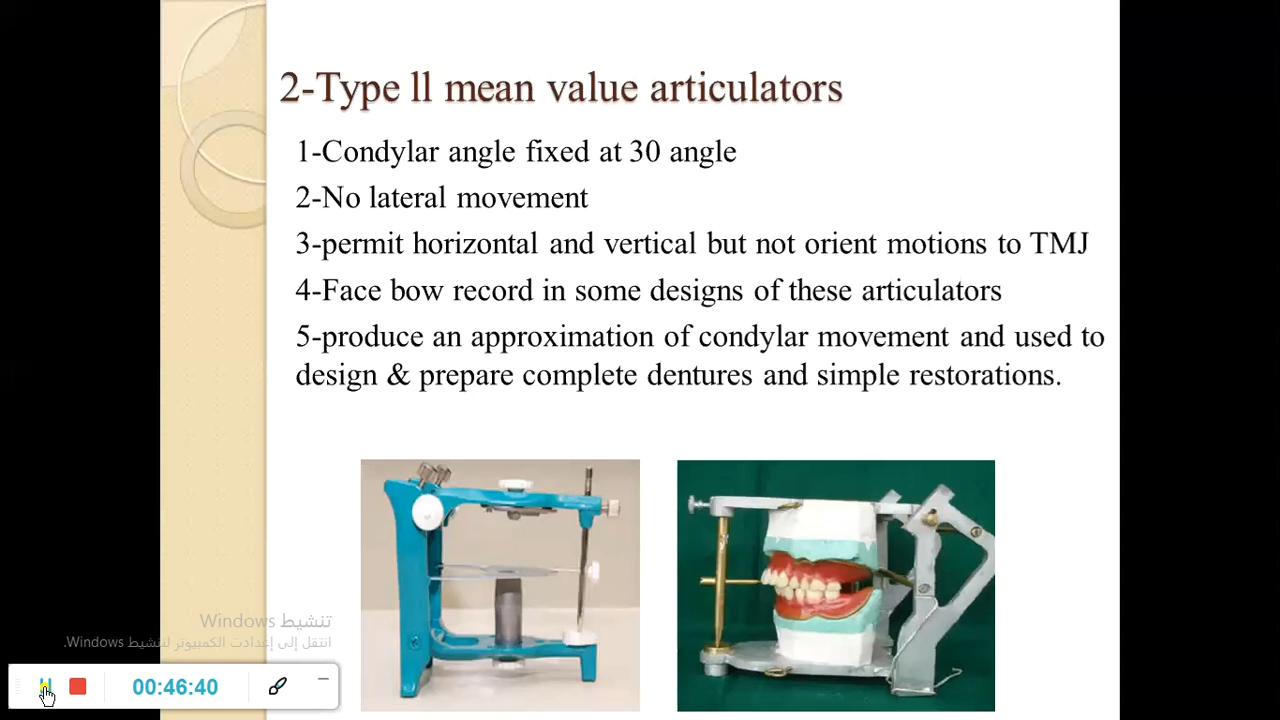 2-Type ll mean value articulators
1-Condylar angle fixed at 30 angle
2-No lateral movement
3-permit horizontal and vertical but not orient motions to TMJ
4-Face bow record in some designs of these articulators
5-produce an approximation of condylar movement and used to
design & prepare complete dentures and simple restorations.
تنشيط Windows
انتقل إلى إعدادت الكمبيوتر لتنشيط Windows.
00:46:40